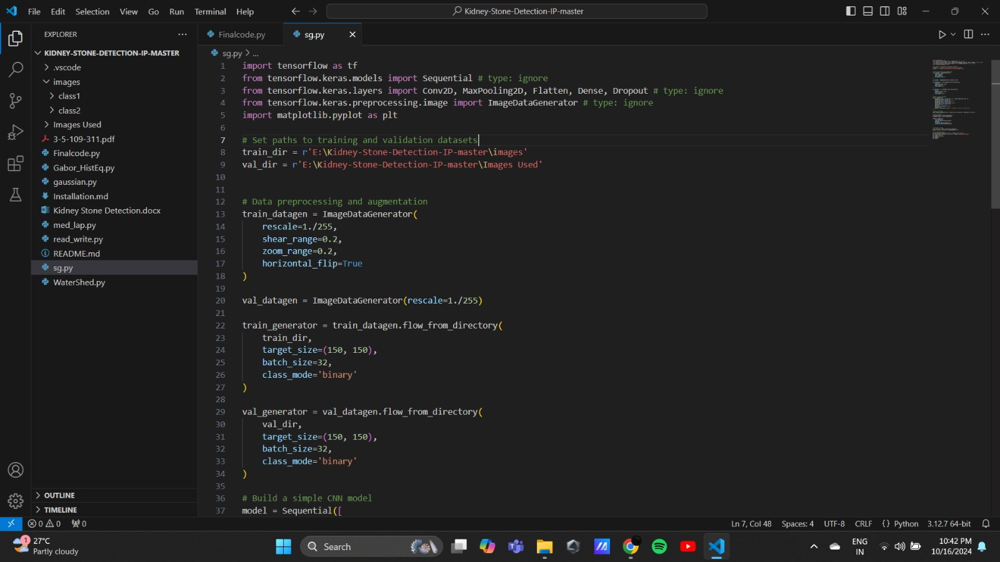 File Edit Selection View Go Run Terminal Help
Kidney-Stone-Detection-IP-master
EXPLORER
KIDNEY-STONE-DETECTION-IP-MASTER
.vscode
images
class1
class2
Images Used
3-5-109-311.pdf
Finalcode.py
Gabor_HistEq.py
gaussian.py
Installation.md
Kidney Stone Detection.docx
med_lap.py
read_write.py
README.md
sg.py
WaterShed.py
OUTLINE
TIMELINE
Finalcode.py sg.py
sg.py > ...
1 import tensorflow as tf
2 from tensorflow.keras.models import Sequential # type: ignore
3 from tensorflow.keras.layers import Conv2D, MaxPooling2D, Flatten, Dense, Dropout # type: ignore
4 from tensorflow.keras.preprocessing.image import ImageDataGenerator # type: ignore
5 import matplotlib.pyplot as plt
6
7 # Set paths to training and validation datasets
8 train_dir = r'E:\Kidney-Stone-Detection-IP-master\images'
9 val_dir = r'E:\Kidney-Stone-Detection-IP-master\Images Used'
10
11
12 # Data preprocessing and augmentation
13 train_datagen = ImageDataGenerator(
14 rescale=1./255,
15 shear_range=0.2,
16 zoom_range=0.2,
17 horizontal_flip=True
18 )
19
20 val_datagen = ImageDataGenerator(rescale=1./255)
21
22 train_generator = train_datagen.flow_from_directory(
23 train_dir,
24 target_size=(150, 150),
25 batch_size=32,
26 class_mode='binary'
27 )
28
29 val_generator = val_datagen.flow_from_directory(
30 val_dir,
31 target_size=(150, 150),
32 batch_size=32,
33 class_mode='binary'
34 )
35
36 # Build a simple CNN model
37 model = Sequential([
0 0 0
Ln 7, Col 48 Spaces: 4 UTF-8 CRLF {} Python 3.12.7 64-bit
1
27°C
Partly cloudy
Search
ENG
IN
10:42 PM
10/16/2024